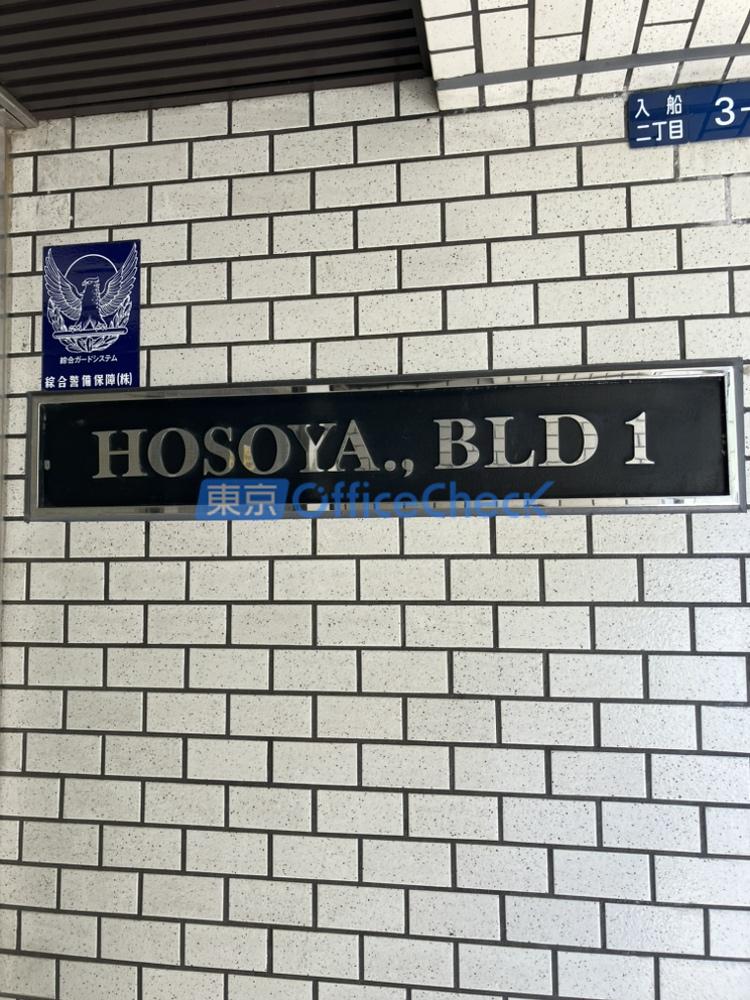 入船
二丁目
3-
綜合ガードシステム
綜合警備保障(株)
HOSOYA., BLD 1
東京 OfficeCheck